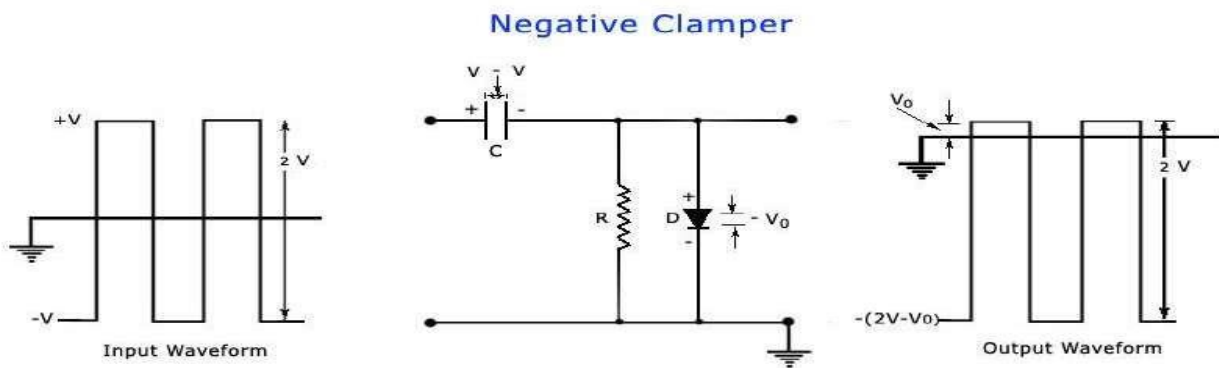 Negative Clamper
+V
2 V
-V
Input Waveform
V - V
+ -
C
R
D
+
-
- V₀
V₀
2 V
-(2V-V₀)
Output Waveform